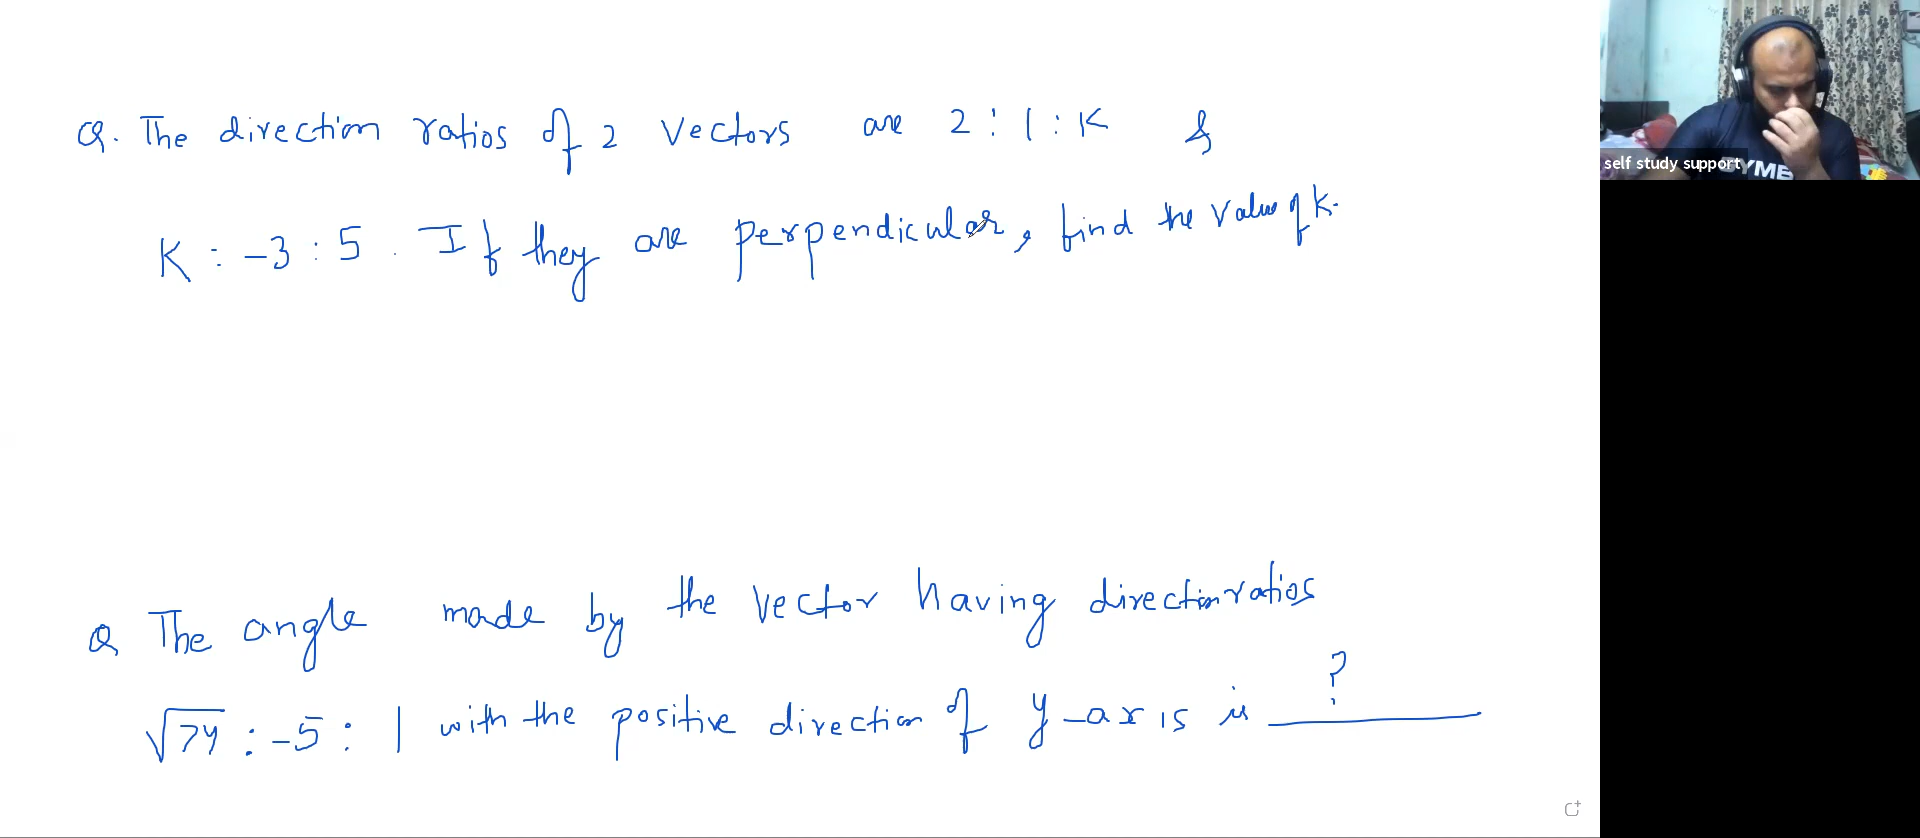 Q. The direction ratios of 2 vectors are 2 : 1 : K &
K : -3 : 5 . If they are perpendicular, find the value of K.
Q The angle made by the vector having direction ratios
√74 : -5 : 1 with the positive direction of y-axis is ______?
self study support
GYME